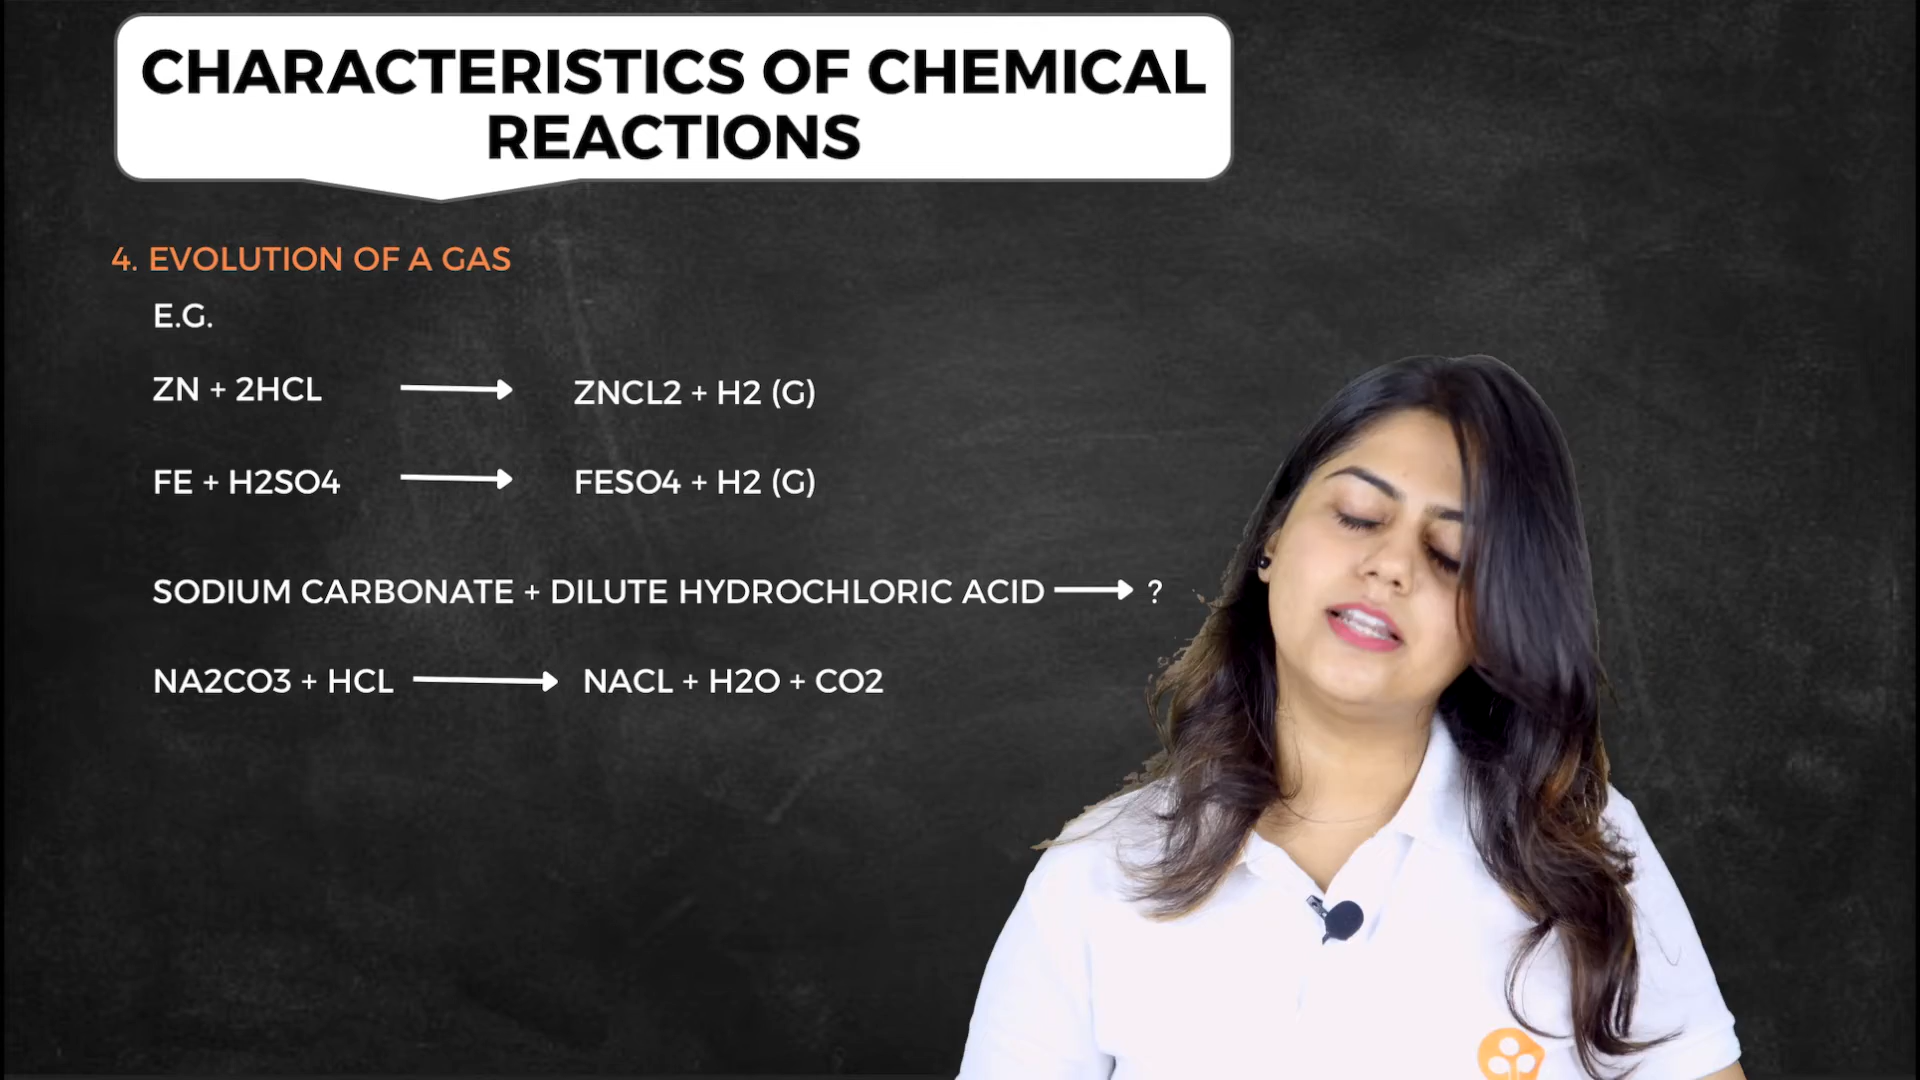 CHARACTERISTICS OF CHEMICAL
REACTIONS
4. EVOLUTION OF A GAS
E.G.
ZN + 2HCL ⟶ ZNCL2 + H2 (G)
FE + H2SO4 ⟶ FESO4 + H2 (G)
SODIUM CARBONATE + DILUTE HYDROCHLORIC ACID ⟶ ?
NA2CO3 + HCL ⟶ NACL + H2O + CO2